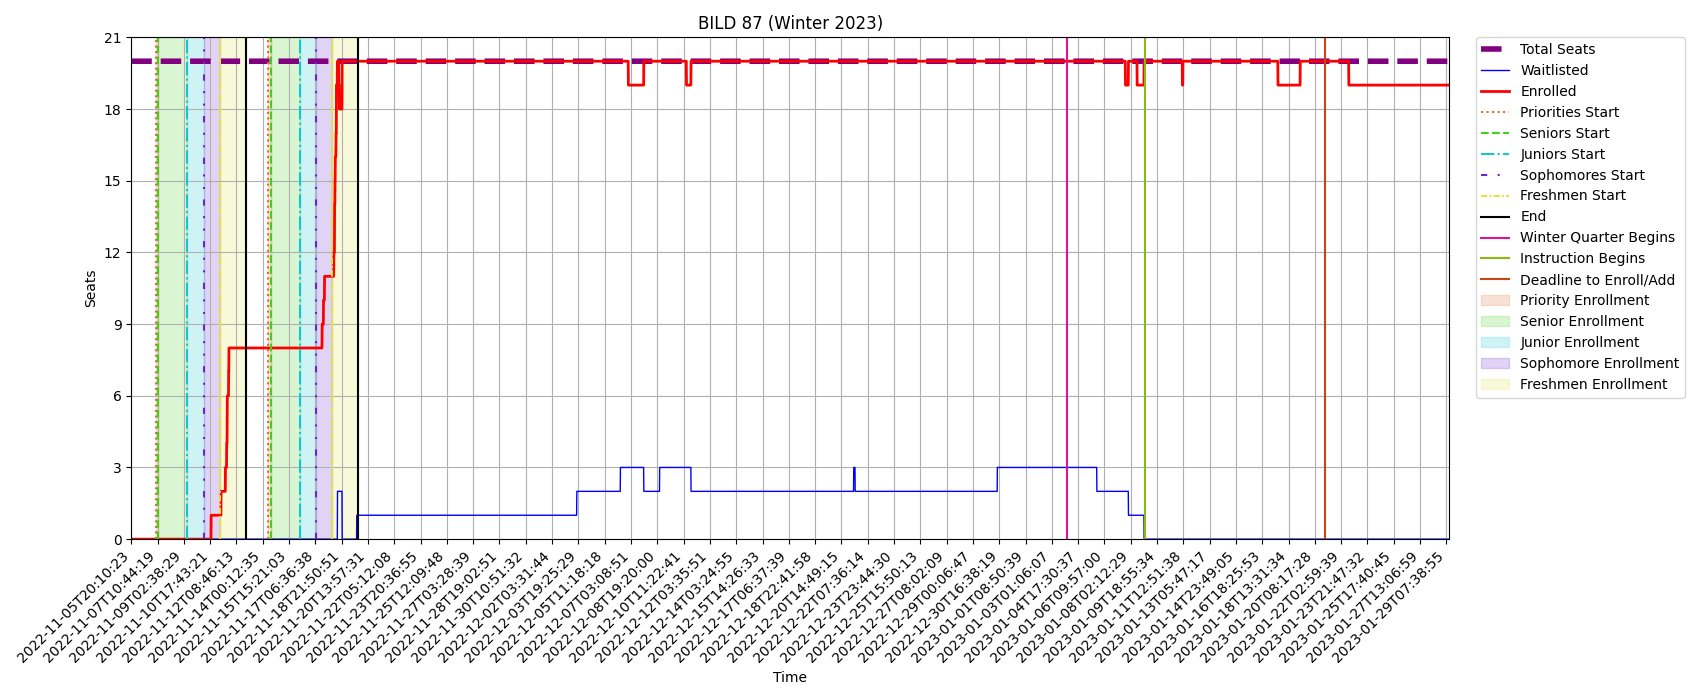 BILD 87 (Winter 2023)
21
18
15
12
9
6
3
0
Seats
2022-11-05T20:10:23
2022-11-07T10:44:19
2022-11-09T02:38:29
2022-11-10T17:43:21
2022-11-12T08:46:13
2022-11-14T00:12:35
2022-11-15T15:21:03
2022-11-17T06:36:38
2022-11-18T21:50:51
2022-11-20T13:57:31
2022-11-22T05:12:08
2022-11-23T20:36:55
2022-11-25T12:09:48
2022-11-27T03:28:39
2022-11-28T19:02:51
2022-11-30T10:51:32
2022-12-02T03:31:44
2022-12-03T19:25:29
2022-12-05T11:18:18
2022-12-07T03:08:51
2022-12-08T19:20:00
2022-12-10T11:22:41
2022-12-12T03:35:51
2022-12-14T03:24:55
2022-12-15T14:26:33
2022-12-17T06:37:39
2022-12-18T22:41:58
2022-12-20T14:49:15
2022-12-22T07:36:14
2022-12-23T23:44:30
2022-12-25T15:50:13
2022-12-27T08:02:09
2022-12-29T00:06:47
2022-12-30T16:38:19
2023-01-01T08:50:39
2023-01-03T01:06:07
2023-01-04T17:30:37
2023-01-06T09:57:00
2023-01-08T02:12:29
2023-01-09T18:55:34
2023-01-11T12:51:38
2023-01-13T05:47:17
2023-01-14T23:49:05
2023-01-16T18:25:53
2023-01-18T13:31:34
2023-01-20T08:17:28
2023-01-22T02:59:39
2023-01-23T21:47:32
2023-01-25T17:40:45
2023-01-27T13:06:59
2023-01-29T07:38:55
Time
Total Seats
Waitlisted
Enrolled
Priorities Start
Seniors Start
Juniors Start
Sophomores Start
Freshmen Start
End
Winter Quarter Begins
Instruction Begins
Deadline to Enroll/Add
Priority Enrollment
Senior Enrollment
Junior Enrollment
Sophomore Enrollment
Freshmen Enrollment